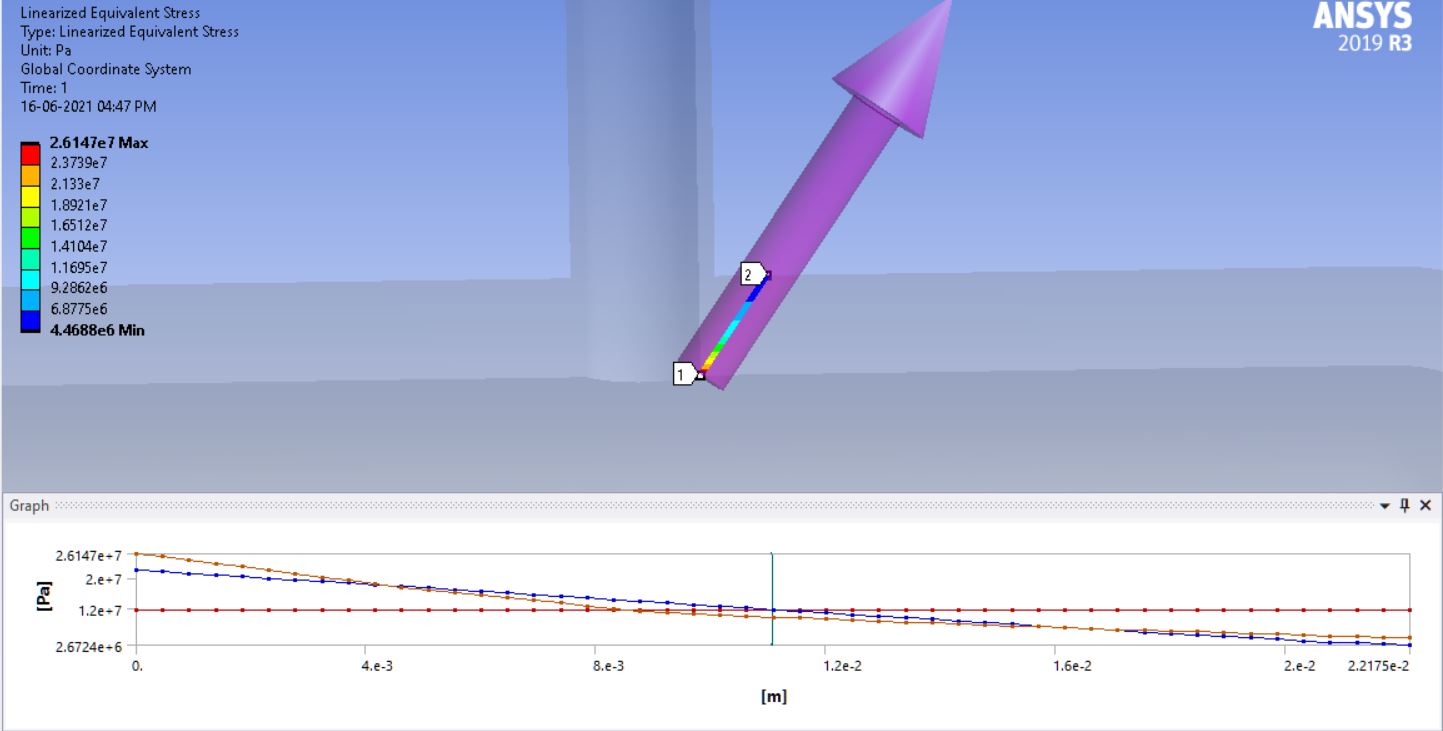 Linearized Equivalent Stress
Type: Linearized Equivalent Stress
Unit: Pa
Global Coordinate System
Time: 1
16-06-2021 04:47 PM
2.6147e7 Max
2.3739e7
2.133e7
1.8921e7
1.6512e7
1.4104e7
1.1695e7
9.2862e6
6.8775e6
4.4688e6 Min
ANSYS
2019 R3
2
1
Graph
2.6147e+7
2.e+7
1.2e+7
2.6724e+6
[Pa]
0. 4.e-3 8.e-3 1.2e-2 1.6e-2 2.e-2 2.2175e-2
[m]